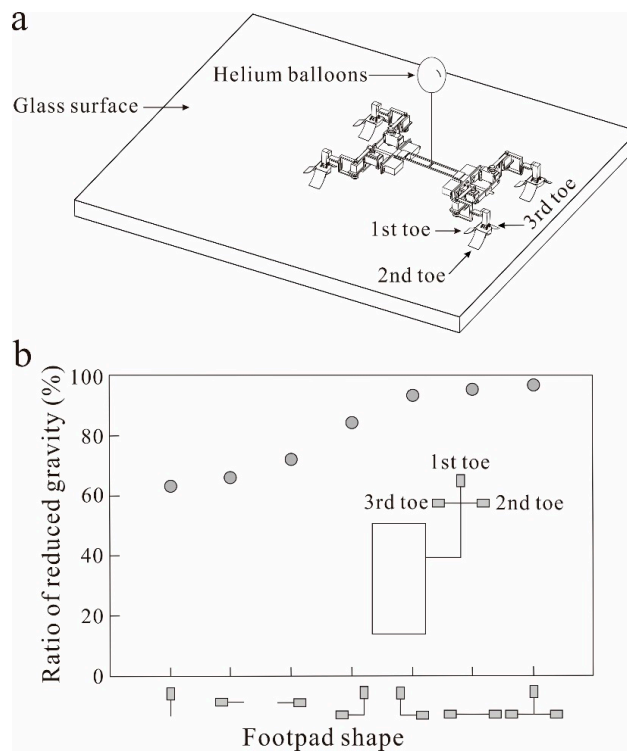 a
Helium balloons
Glass surface
1st toe
3rd toe
2nd toe
b
Ratio of reduced gravity (%)
100
80
60
40
20
0
1st toe
3rd toe
2nd toe
Footpad shape